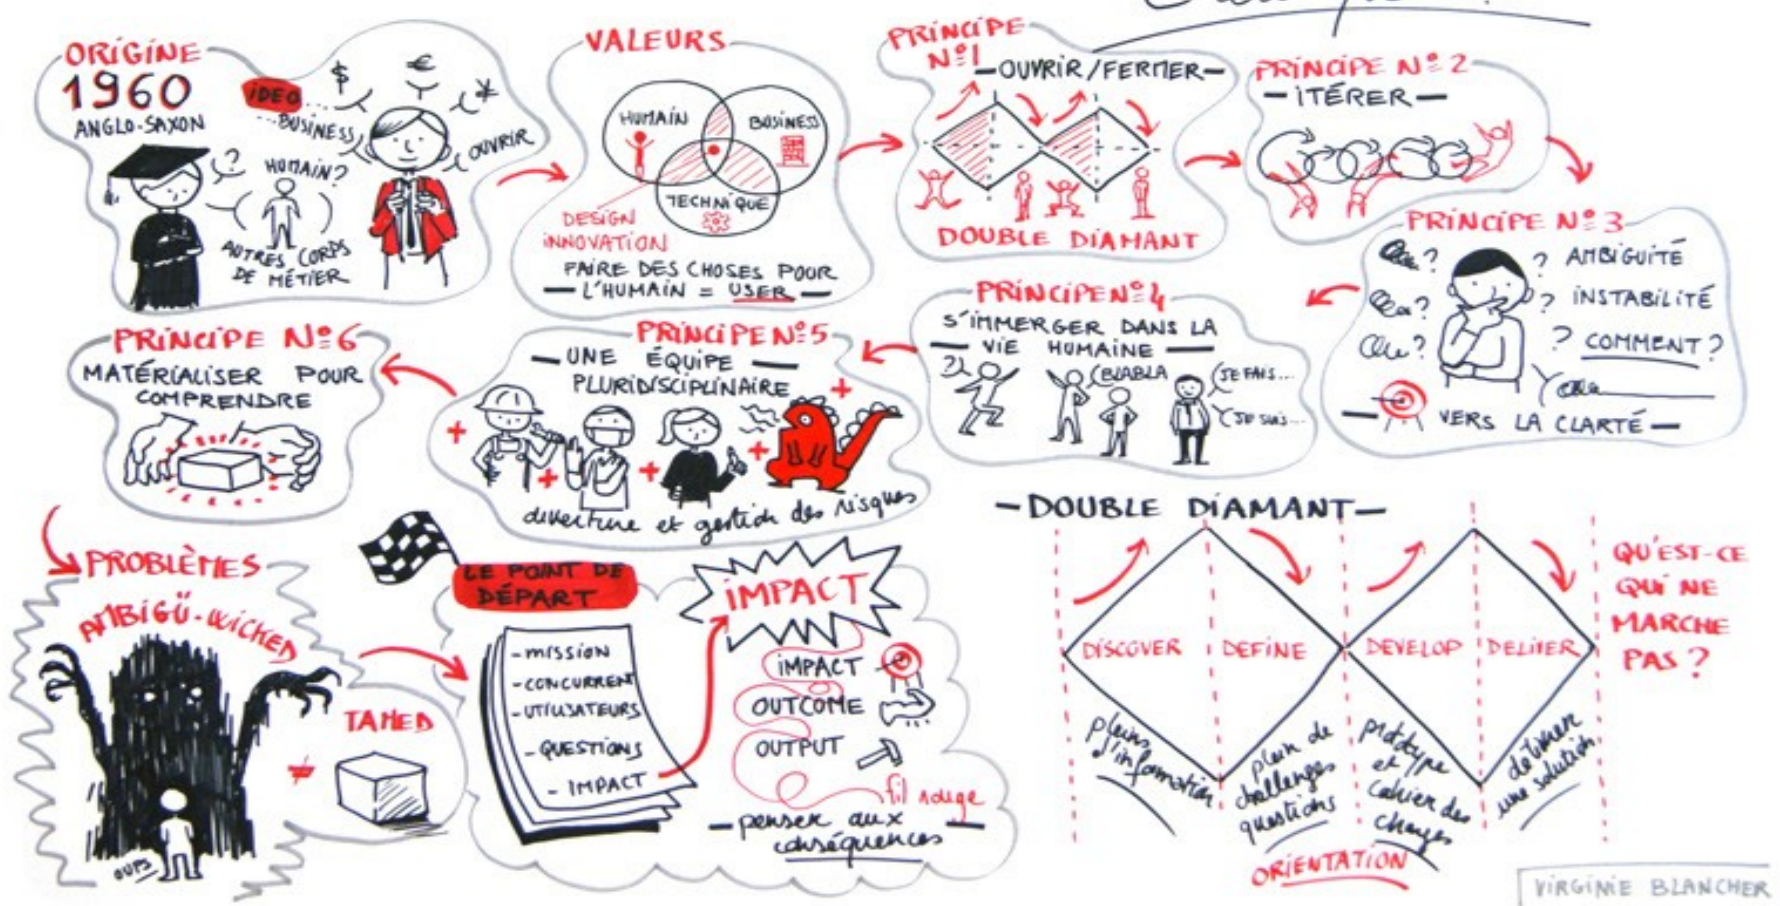 ORIGINE
1960
ANGLO-SAXON
IDEO
BUSINESS
$
€
OUVRIR
?
HUMAIN?
AUTRES CORPS
DE MÉTIER
VALEURS
HUMAIN
BUSINESS
TECHNIQUE
DESIGN
INNOVATION
FAIRE DES CHOSES POUR
— L'HUMAIN = USER —
PRINCIPE
N°1
— OUVRIR/FERMER —
DOUBLE DIAMANT
PRINCIPE N°2
— ITÉRER —
PRINCIPE N°3
? AMBIGUITÉ
? INSTABILITÉ
? COMMENT?
— VERS LA CLARTÉ —
PRINCIPE N°4
S'IMMERGER DANS LA
— VIE HUMAINE —
?
BLABLA
JE FAIS...
JE SUIS...
PRINCIPE N°5
— UNE ÉQUIPE —
PLURIDISCIPLINAIRE
+
+
+
+
+
ouverture et gestion des risques
PRINCIPE N°6
MATÉRIALISER POUR
COMPRENDRE
PROBLÈMES
AMBIGÜ-WICKED
OUPS
≠
TAMED
LE POINT DE
DÉPART
- MISSION
- CONCURRENT
- UTILISATEURS
- QUESTIONS
- IMPACT
IMPACT
IMPACT
OUTCOME
OUTPUT
fil rouge
— penser aux —
conséquences
— DOUBLE DIAMANT —
DISCOVER
DEFINE
DEVELOP
DELIVER
pleins
d'information
plein de
challenges
questions
prototype
et
cahier des
charges
délivrer
une solution
ORIENTATION
QU'EST-CE
QUI NE
MARCHE
PAS?
VIRGINIE BLANCHER